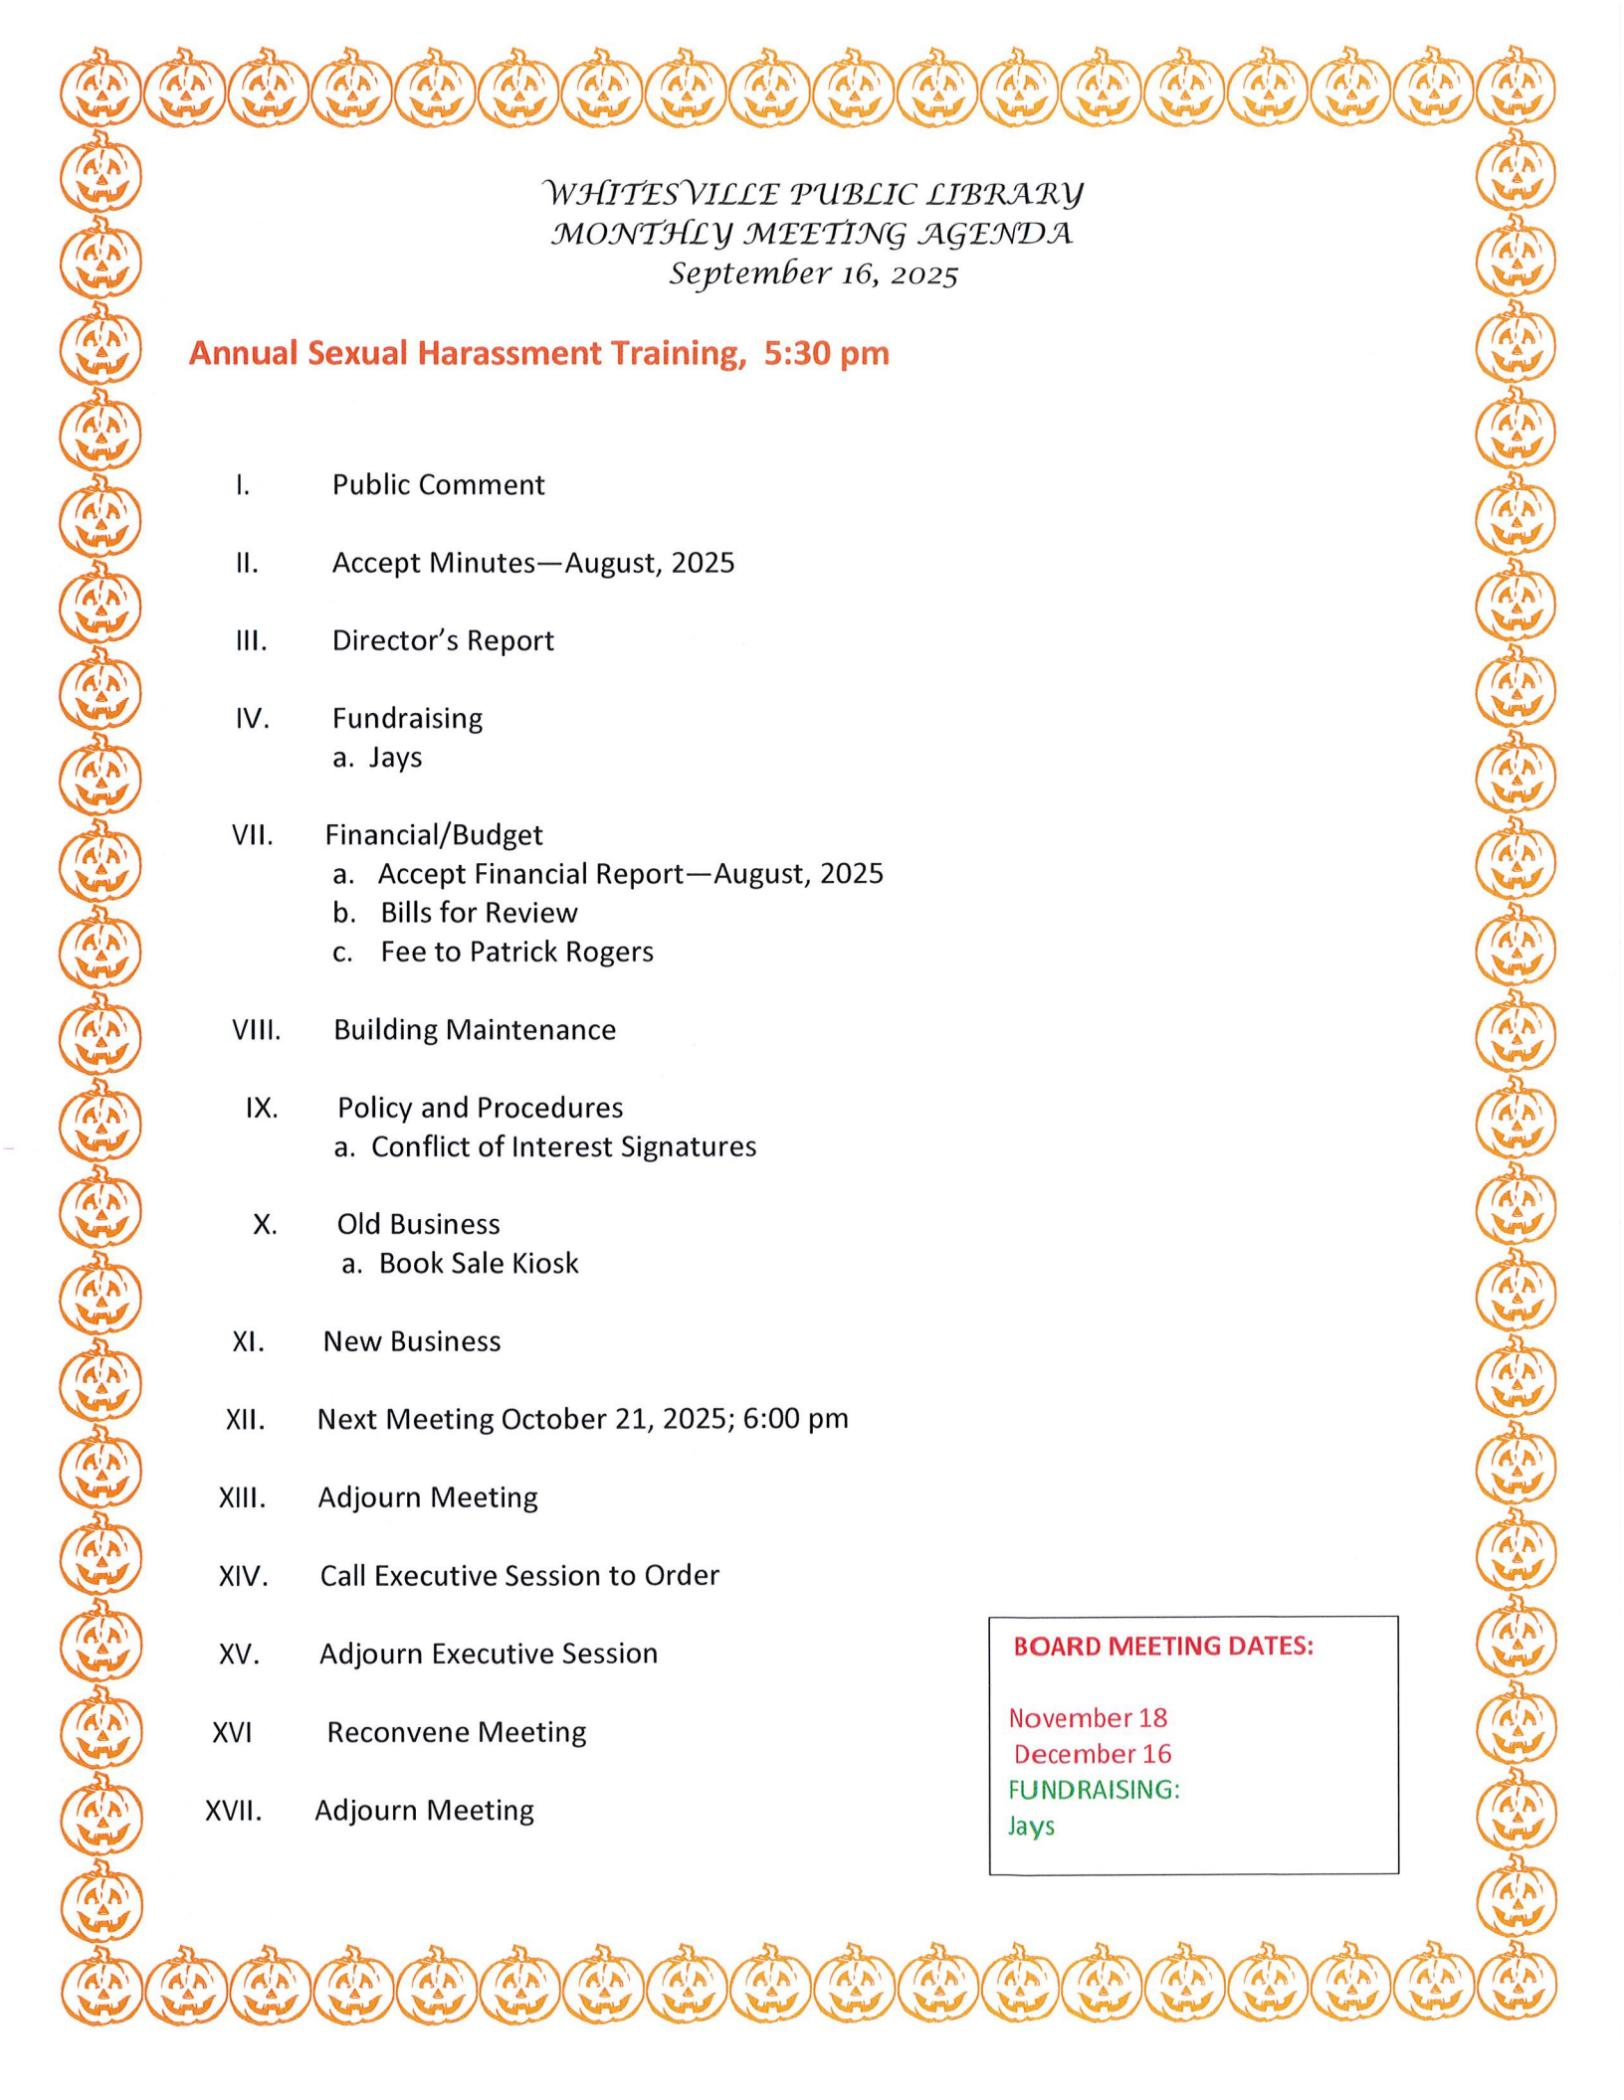 WHITESVILLE PUBLIC LIBRARY
MONTHLY MEETING AGENDA
September 16, 2025
Annual Sexual Harassment Training, 5:30 pm
I. Public Comment
II. Accept Minutes—August, 2025
III. Director’s Report
IV. Fundraising
a. Jays
VII. Financial/Budget
a. Accept Financial Report—August, 2025
b. Bills for Review
c. Fee to Patrick Rogers
VIII. Building Maintenance
IX. Policy and Procedures
a. Conflict of Interest Signatures
X. Old Business
a. Book Sale Kiosk
XI. New Business
XII. Next Meeting October 21, 2025; 6:00 pm
XIII. Adjourn Meeting
XIV. Call Executive Session to Order
XV. Adjourn Executive Session
XVI Reconvene Meeting
XVII. Adjourn Meeting
BOARD MEETING DATES:
November 18
December 16
FUNDRAISING:
Jays